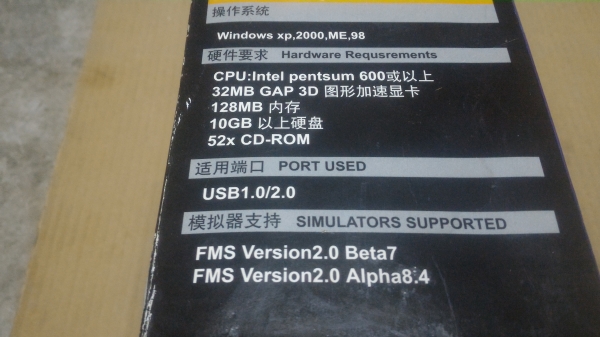 操作系统
Windows xp,2000,ME,98
硬件要求 Hardware Requsrements
CPU:Intel pentsum 600或以上
32MB GAP 3D 图形加速显卡
128MB 内存
10GB 以上硬盘
52x CD-ROM
适用端口 PORT USED
USB1.0/2.0
模拟器支持 SIMULATORS SUPPORTED
FMS Version2.0 Beta7
FMS Version2.0 Alpha8.4